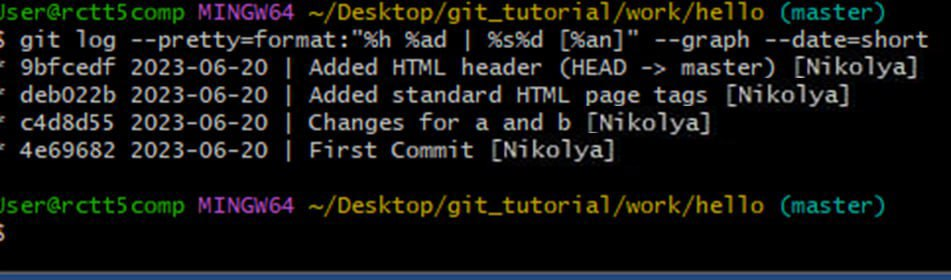 User@rctt5comp MINGW64 ~/Desktop/git_tutorial/work/hello (master)
$ git log --pretty=format:"%h %ad | %s%d [%an]" --graph --date=short
* 9bfcedf 2023-06-20 | Added HTML header (HEAD -> master) [Nikolya]
* deb022b 2023-06-20 | Added standard HTML page tags [Nikolya]
* c4d8d55 2023-06-20 | Changes for a and b [Nikolya]
* 4e69682 2023-06-20 | First Commit [Nikolya]
User@rctt5comp MINGW64 ~/Desktop/git_tutorial/work/hello (master)
$